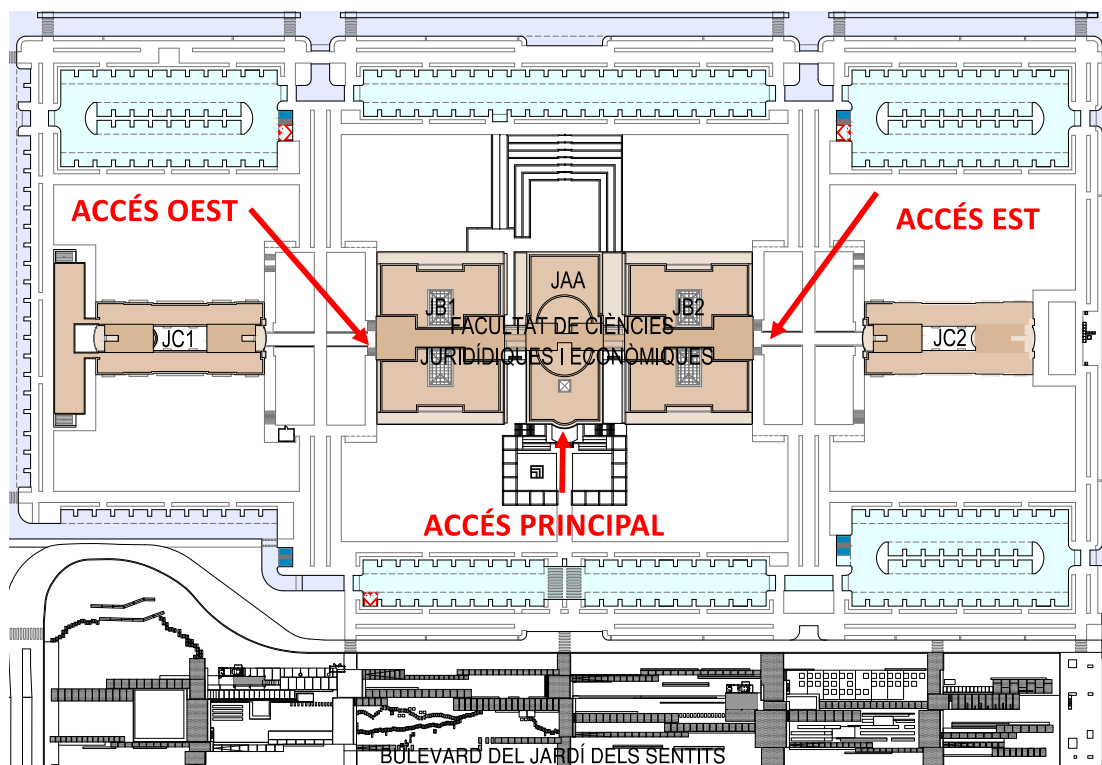 ACCÉS OEST
ACCÉS EST
JAA
JB1
JB2
FACULTAT DE CIÈNCIES
JURIDÍDIQUES I ECONÒMIQUES
JC1
JC2
ACCÉS PRINCIPAL
BULEVARD DEL JARDÍ DELS SENTITS